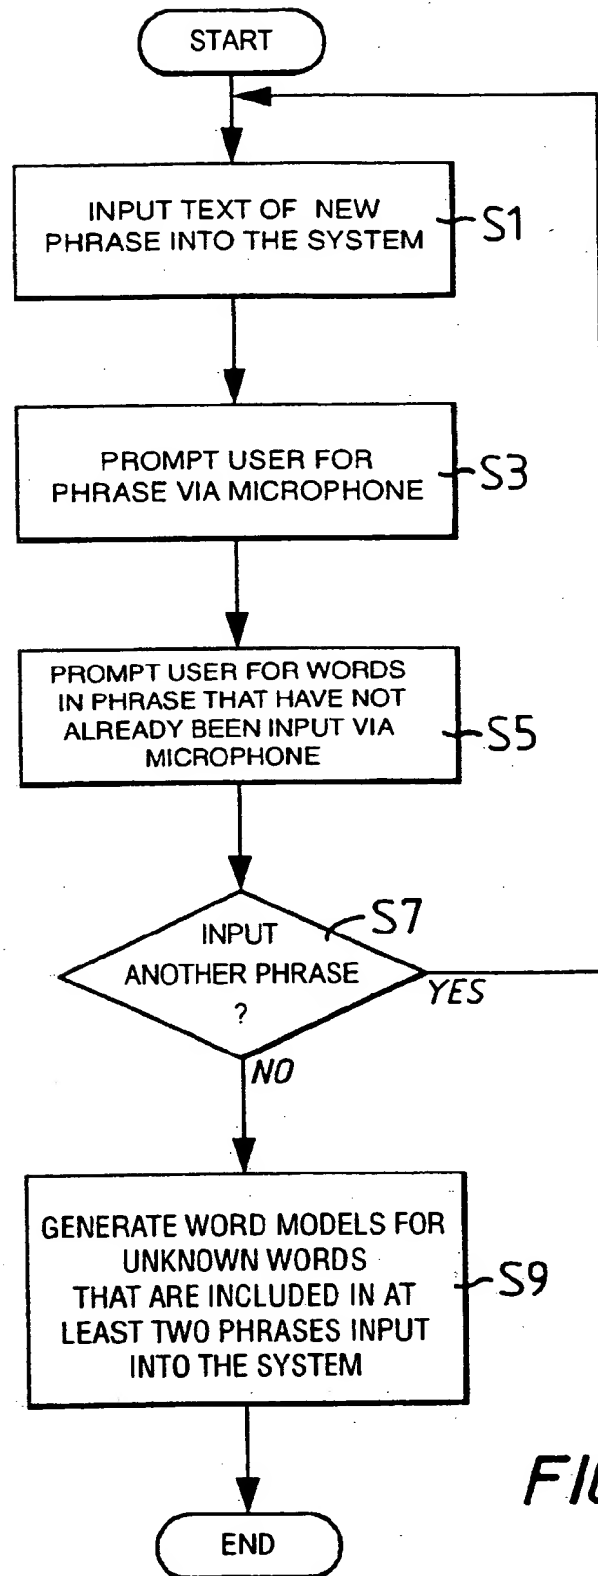 START
INPUT TEXT OF NEW
PHRASE INTO THE SYSTEM
S1
PROMPT USER FOR
PHRASE VIA MICROPHONE
S3
PROMPT USER FOR WORDS
IN PHRASE THAT HAVE NOT
ALREADY BEEN INPUT VIA
MICROPHONE
S5
S7
INPUT
ANOTHER PHRASE
?
YES
NO
GENERATE WORD MODELS FOR
UNKNOWN WORDS
THAT ARE INCLUDED IN AT
LEAST TWO PHRASES INPUT
INTO THE SYSTEM
S9
END